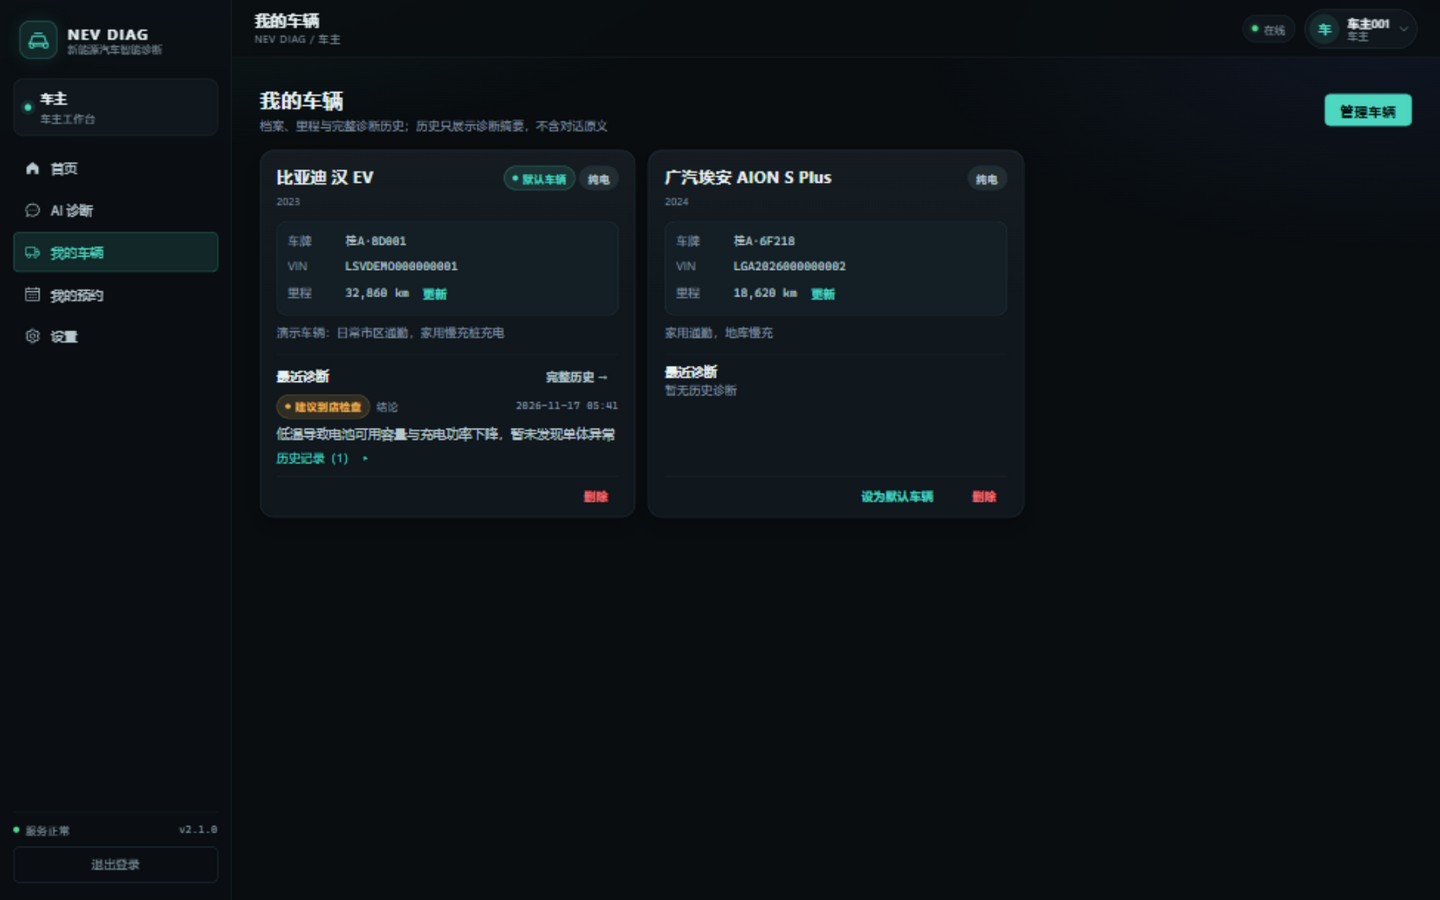 NEV DIAG
新能源汽车智能诊断
车主
车主工作台
首页
AI 诊断
我的车辆
我的预约
设置
服务正常
v2.1.0
退出登录
我的车辆
NEV DIAG / 车主
在线
车
车主001
车主
我的车辆
档案、里程与完整诊断历史；历史只展示诊断摘要，不含对话原文
管理车辆
比亚迪 汉 EV
默认车辆
纯电
2023
车牌 桂A·8D001
VIN LSVDEMO000000001
里程 32,860 km 更新
演示车辆：日常市区通勤，家用慢充桩充电
最近诊断
完整历史 →
建议到店检查 结论 2026-11-17 05:41
低温导致电池可用容量与充电功率下降，暂未发现单体异常
历史记录（1）
删除
广汽埃安 AION S Plus
纯电
2024
车牌 桂A·6F218
VIN LGA2026000000002
里程 18,620 km 更新
家用通勤，地库慢充
最近诊断
暂无历史诊断
设为默认车辆
删除